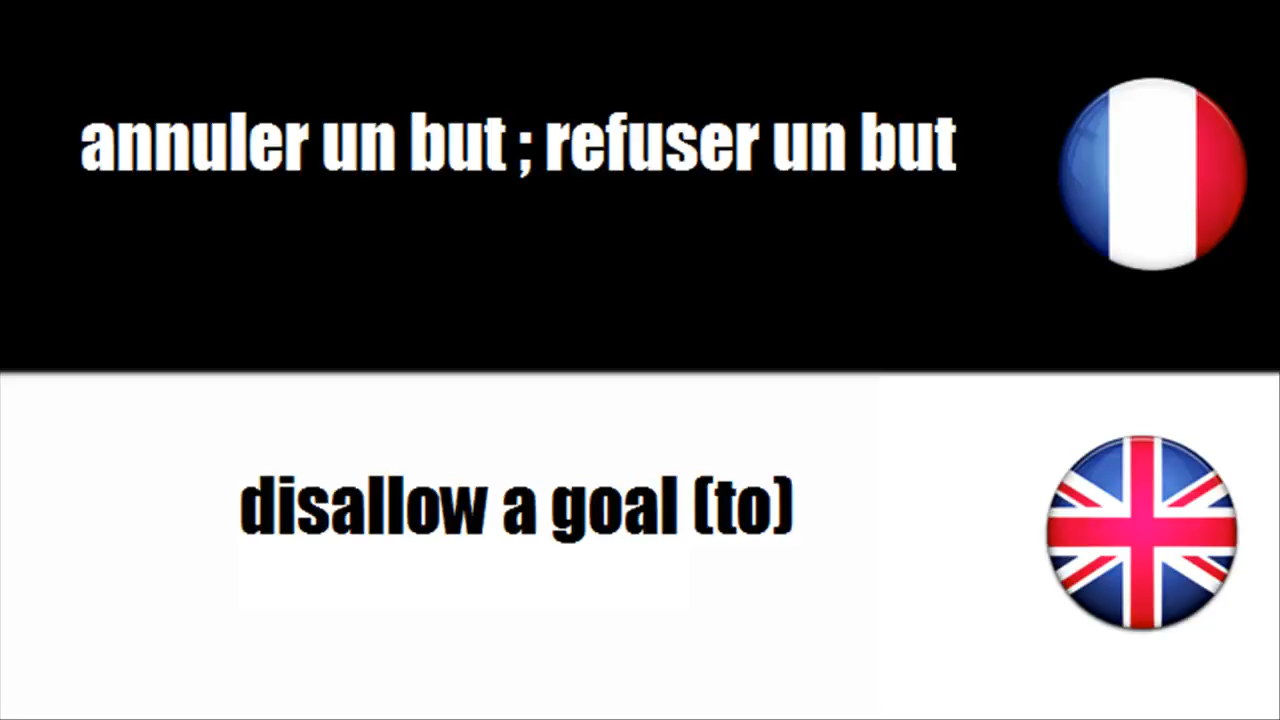 annuler un but ; refuser un but
disallow a goal (to)